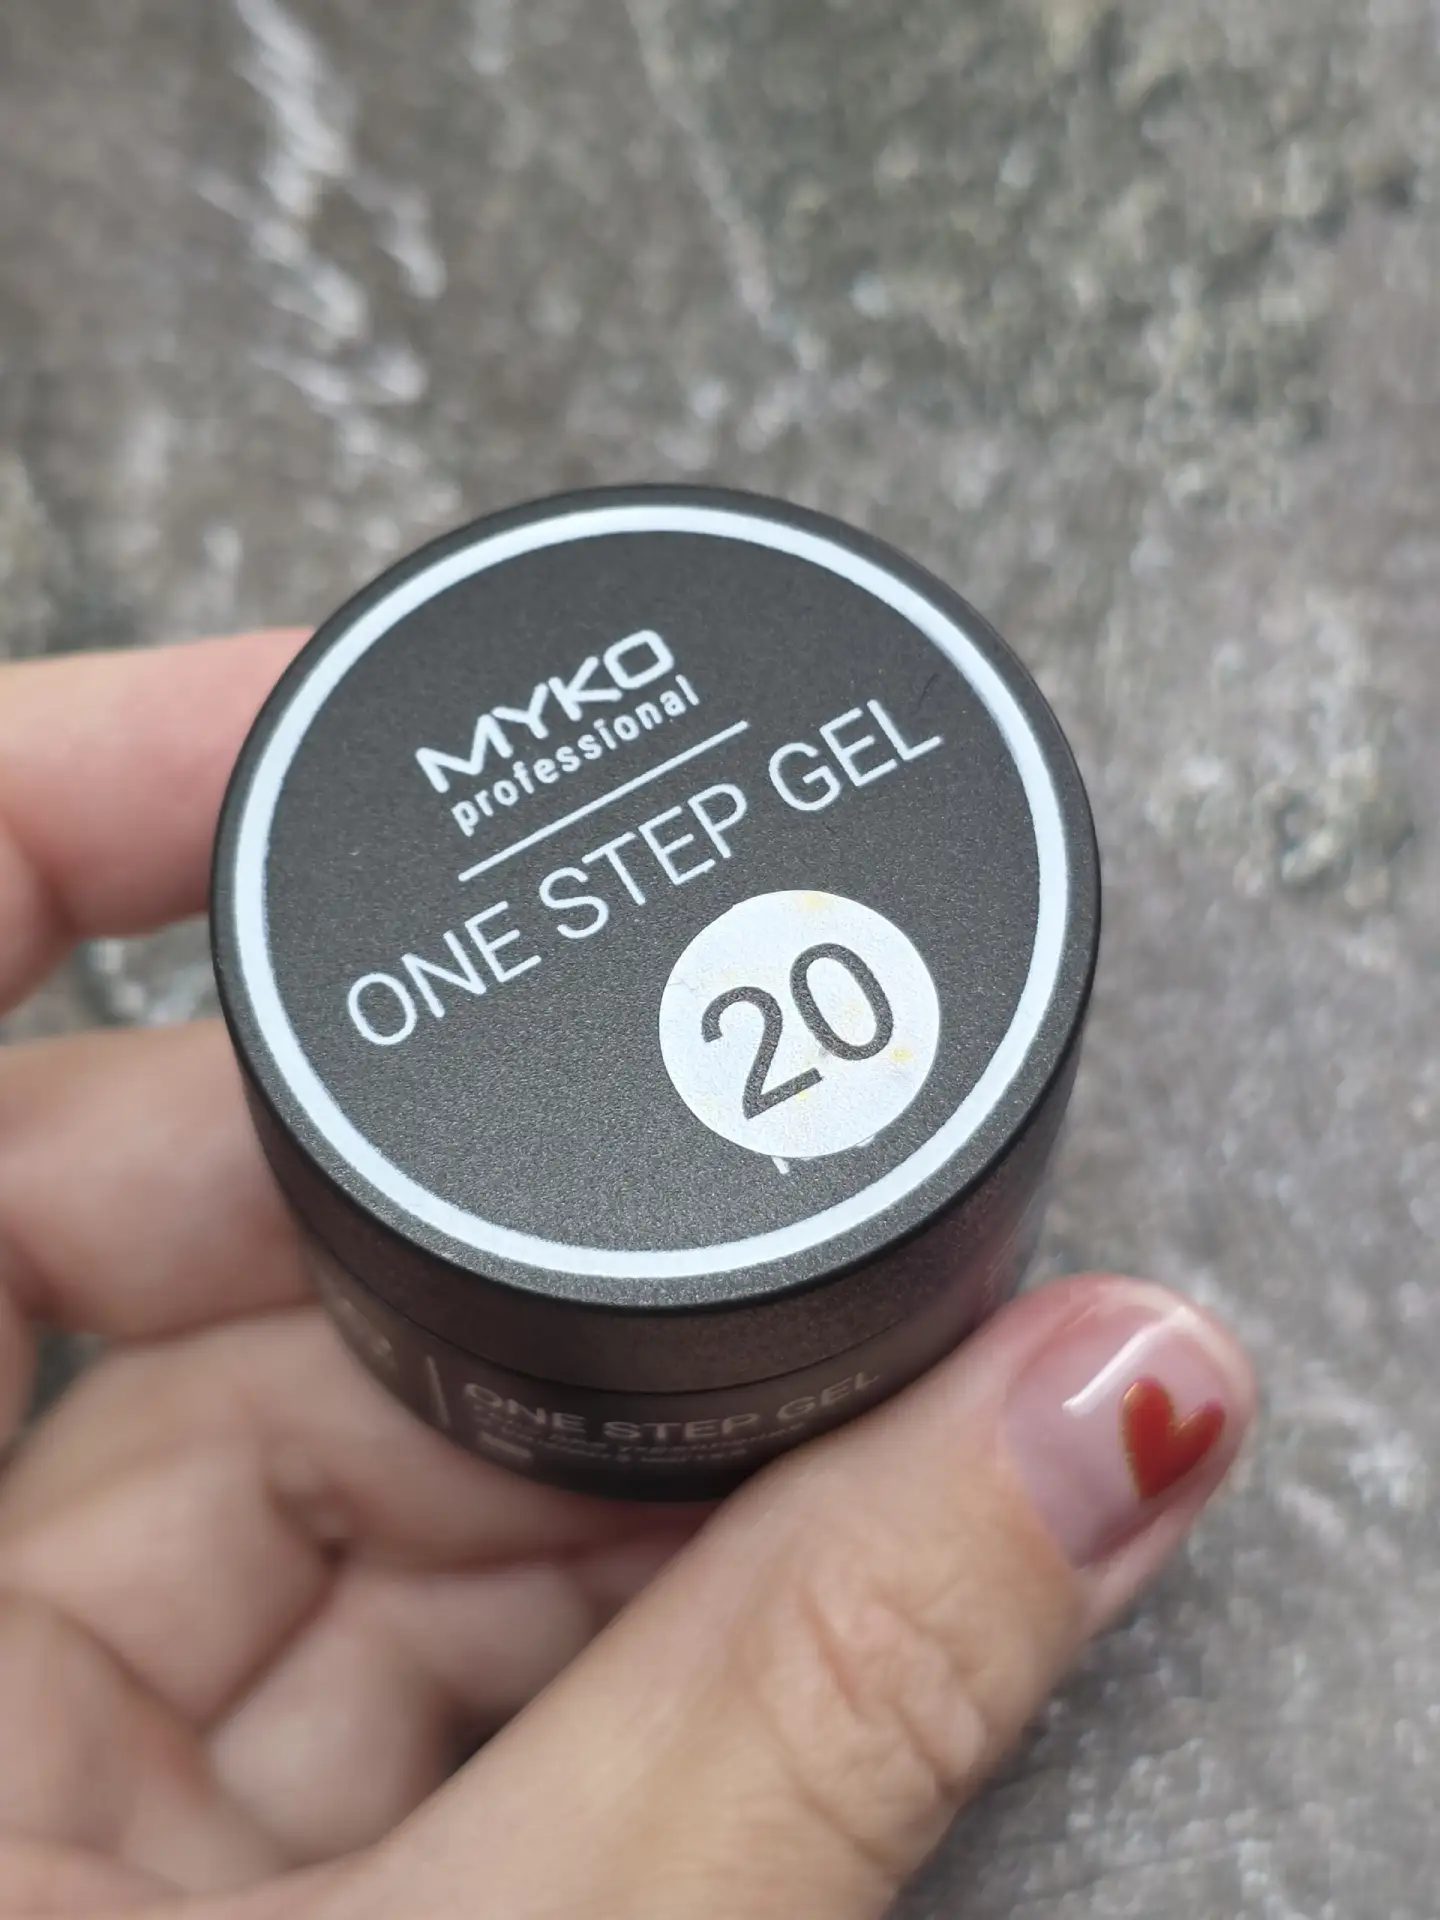 MYKO
professional
ONE STEP GEL
20
ONE STEP GEL